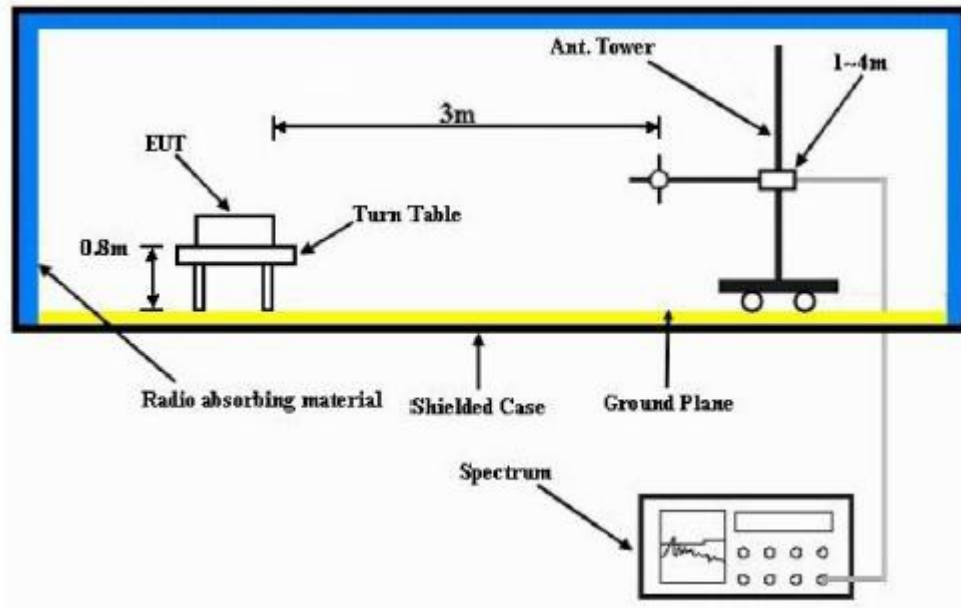 Ant. Tower
1~4m
3m
EUT
Turn Table
0.8m
Radio absorbing material
Shielded Case
Ground Plane
Spectrum